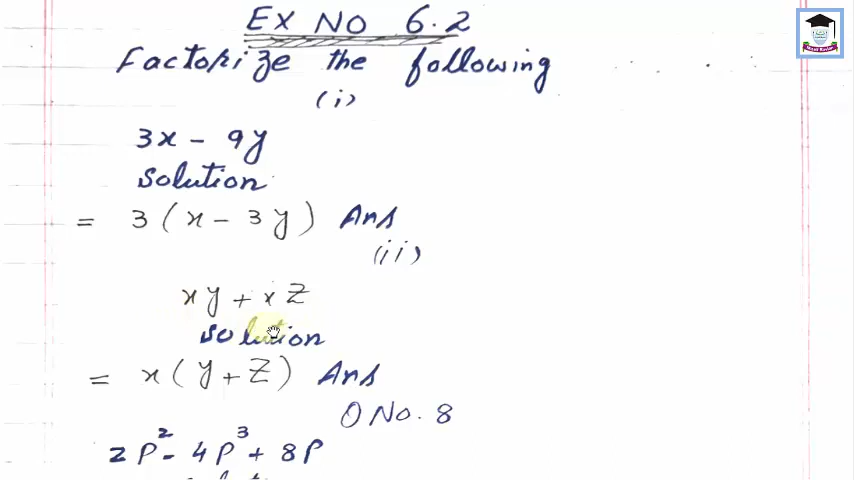 EX NO 6.2
Factorize the following
(i)
3x - 9y
solution
= 3(x - 3y) Ans
(ii)
xy + xz
solution
= x(y + z) Ans
Q No. 8
2P² - 4P³ + 8P